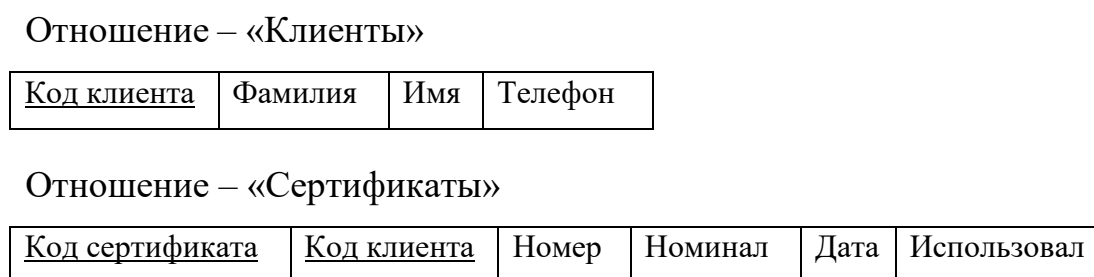 Отношение – «Клиенты»
Код клиента Фамилия Имя Телефон
Отношение – «Сертификаты»
Код сертификата Код клиента Номер Номинал Дата Использовал